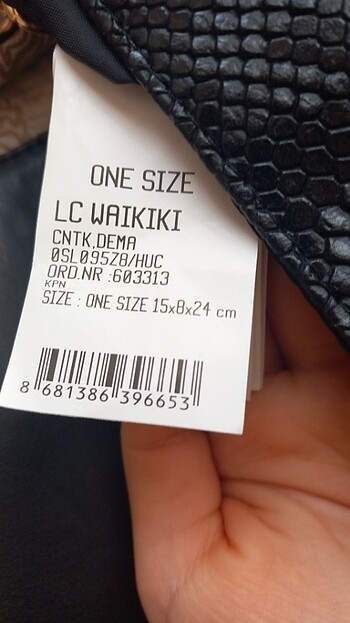 ONE SIZE
LC WAIKIKI
CNTK,DEMA
0SL095Z8/HUC
ORD.NR :603313
KPN
SIZE : ONE SIZE 15x8x24 cm
8 681386 396653